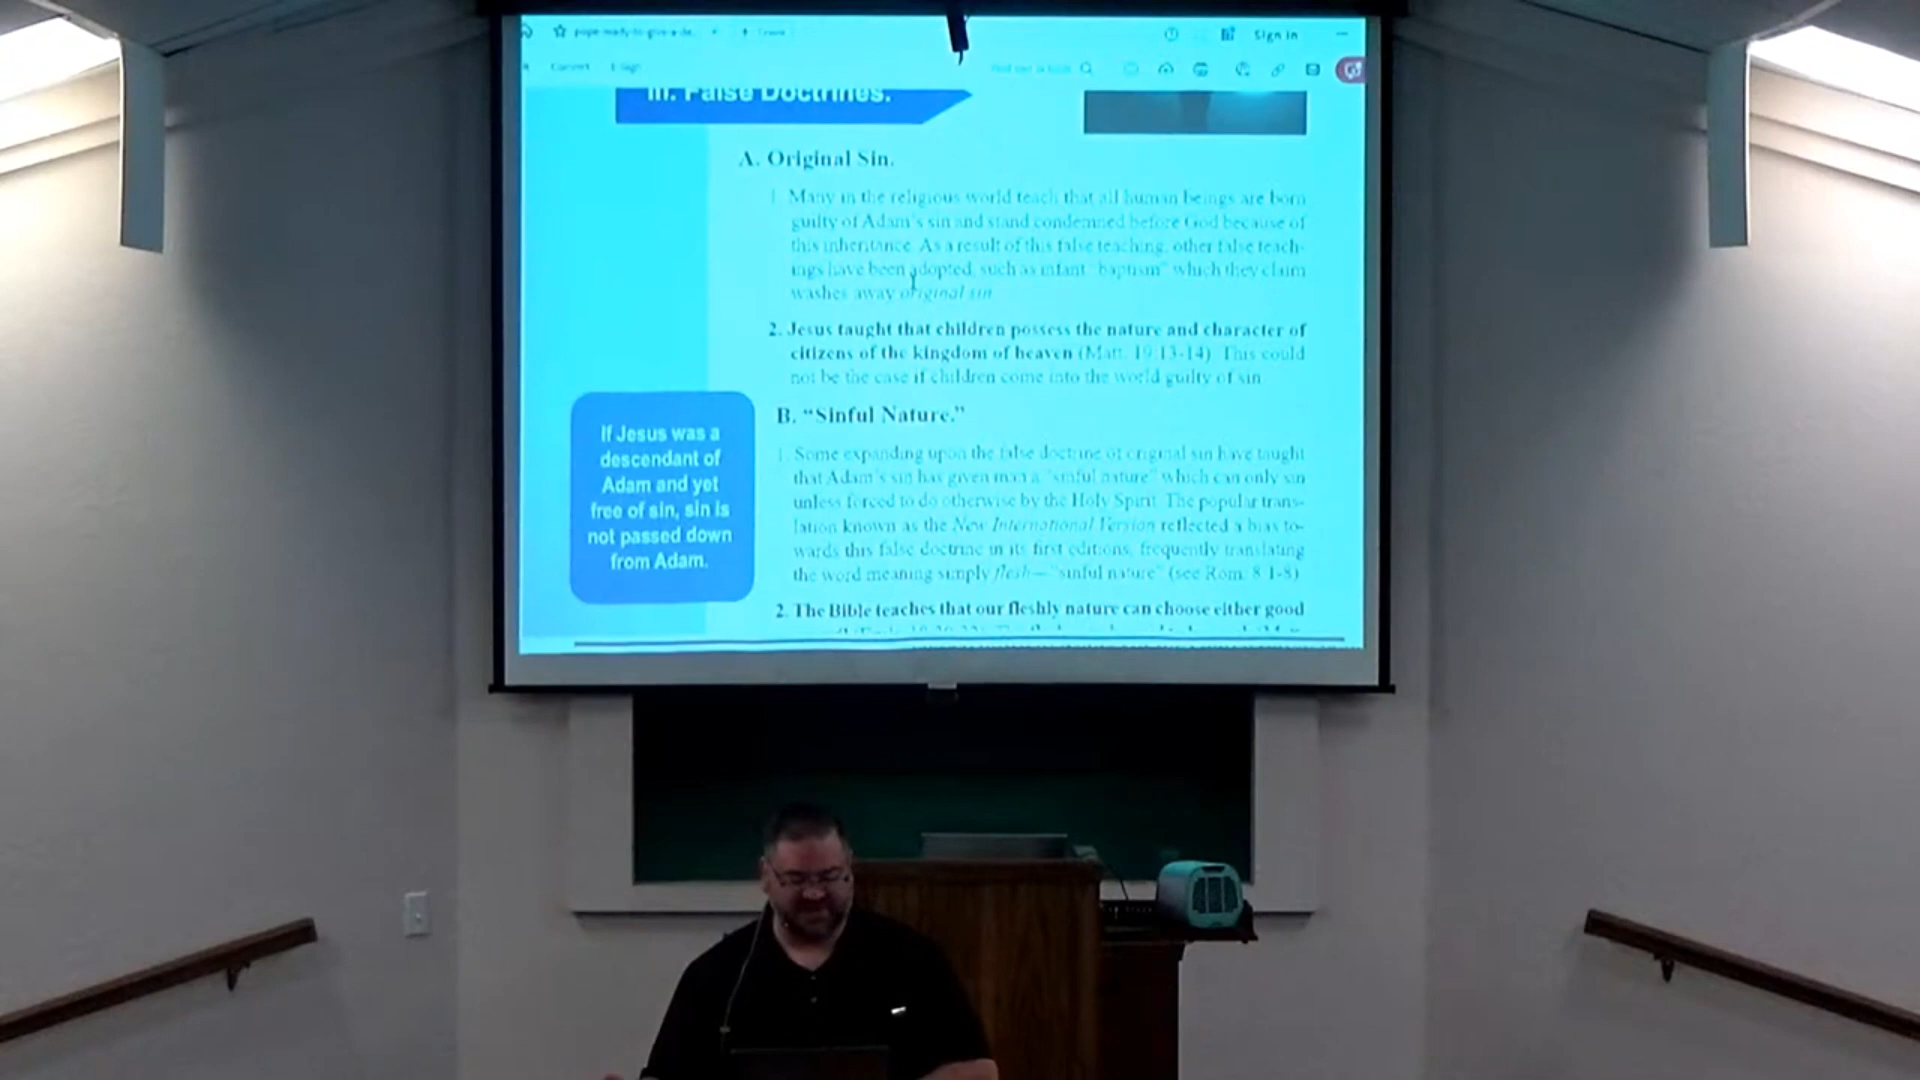 pope-ready-to-give-a-de...
Sign in
Convert
E-Sign
III. False Doctrines.
A. Original Sin.
1. Many in the religious world teach that all human beings are born
guilty of Adam's sin and stand condemned before God because of
this inheritance. As a result of this false teaching, other false teach-
ings have been adopted, such as infant "baptism" which they claim
washes away original sin.
2. Jesus taught that children possess the nature and character of
citizens of the kingdom of heaven (Matt. 19:13-14). This could
not be the case if children come into the world guilty of sin.
If Jesus was a
descendant of
Adam and yet
free of sin, sin is
not passed down
from Adam.
B. "Sinful Nature."
1. Some expanding upon the false doctrine of original sin have taught
that Adam's sin has given man a "sinful nature" which can only sin
unless forced to do otherwise by the Holy Spirit. The popular trans-
lation known as the New International Version reflected a bias to-
wards this false doctrine in its first editions, frequently translating
the word meaning simply flesh—"sinful nature" (see Rom. 8:1-8).
2. The Bible teaches that our fleshly nature can choose either good